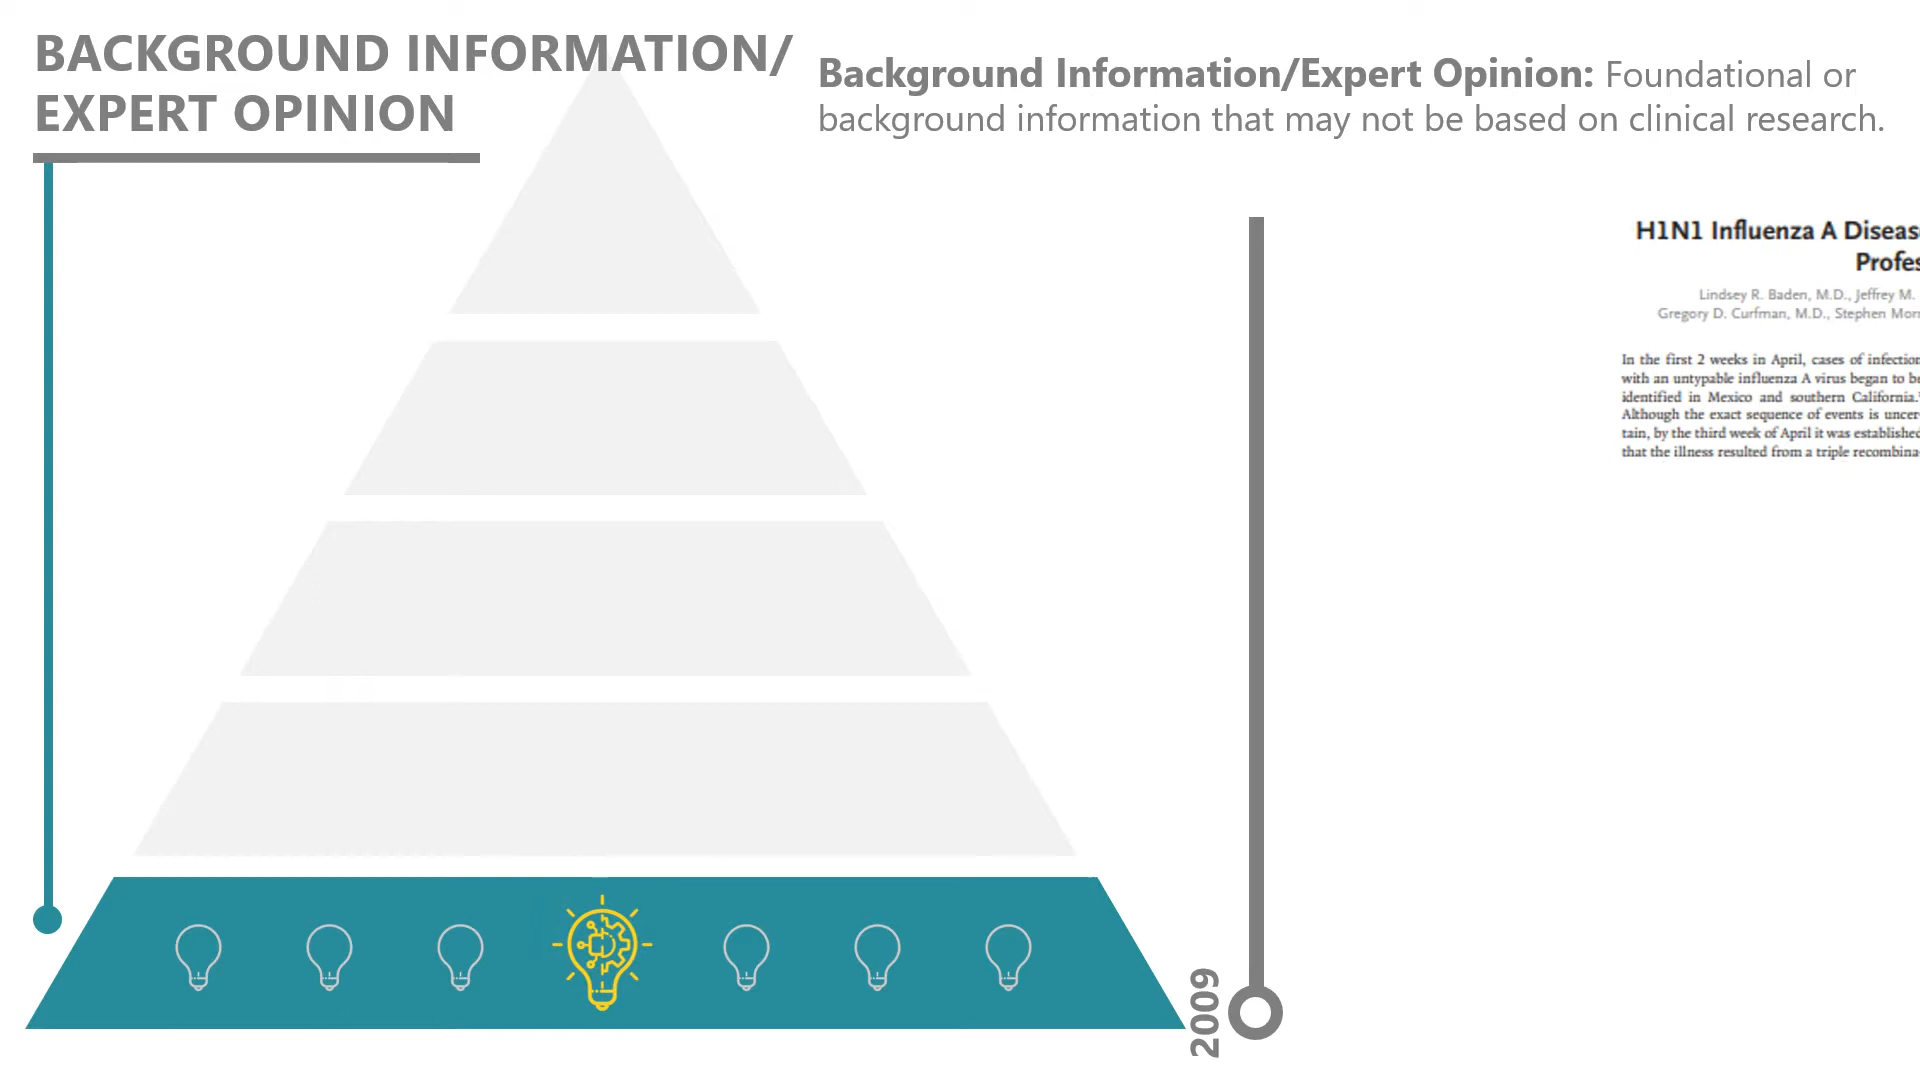 BACKGROUND INFORMATION/
EXPERT OPINION
Background Information/Expert Opinion: Foundational or
background information that may not be based on clinical research.
H1N1 Influenza A Diseas
Profes
Lindsey R. Baden, M.D., Jeffrey M.
Gregory D. Curfman, M.D., Stephen Morr
In the first 2 weeks in April, cases of infection
with an untypable influenza A virus began to be
identified in Mexico and southern California.
Although the exact sequence of events is uncer-
tain, by the third week of April it was established
that the illness resulted from a triple recombina-
2009